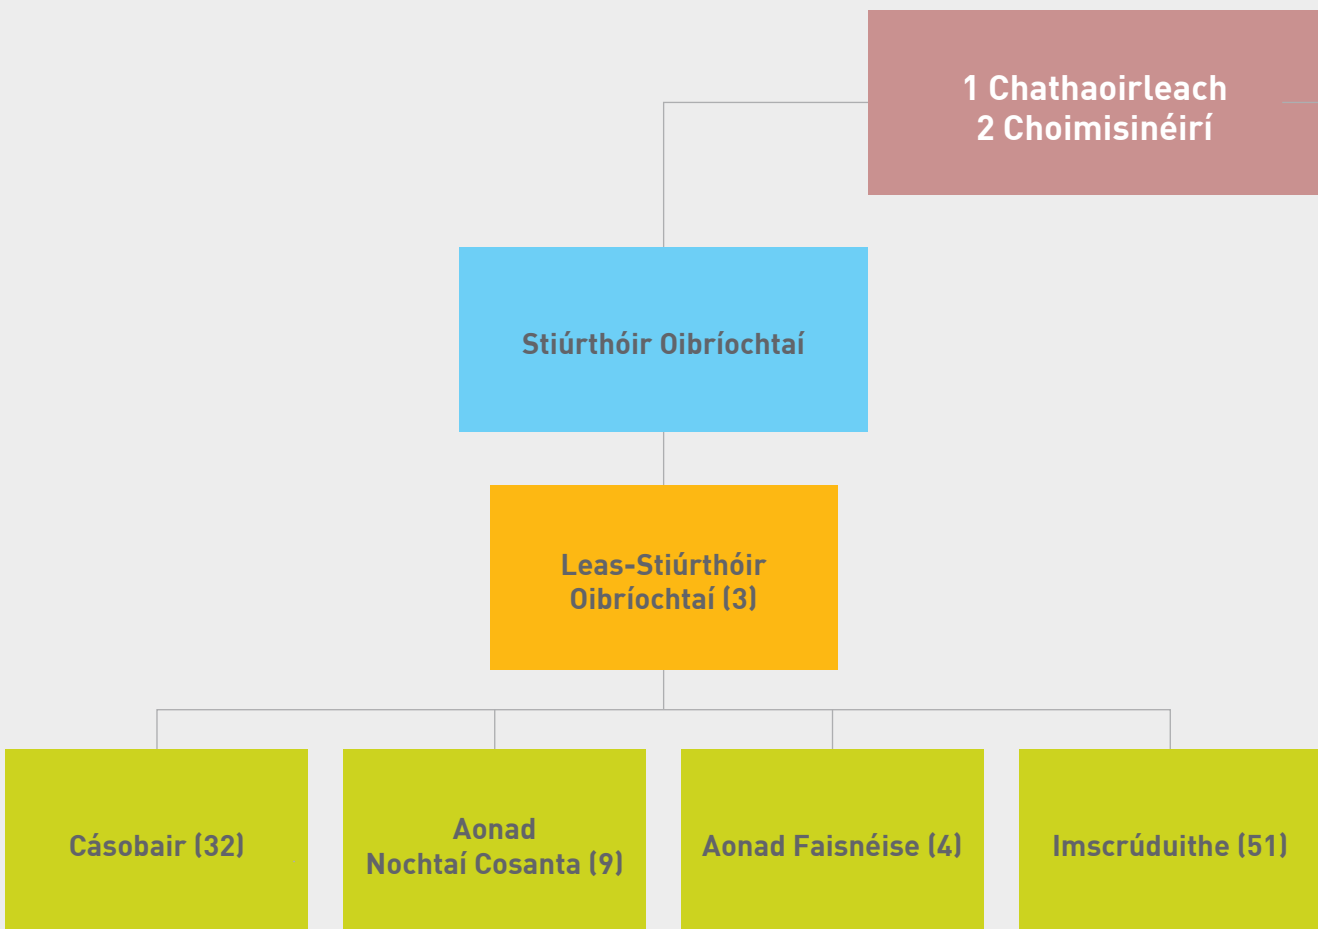 1 Chathaoirleach
2 Choimisinéirí
Stiúrthóir Oibríochtaí
Leas-Stiúrthóir
Oibríochtaí (3)
Cásobair (32)
Aonad
Nochtaí Cosanta (9)
Aonad Faisnéise (4)
Imscrúduithe (51)